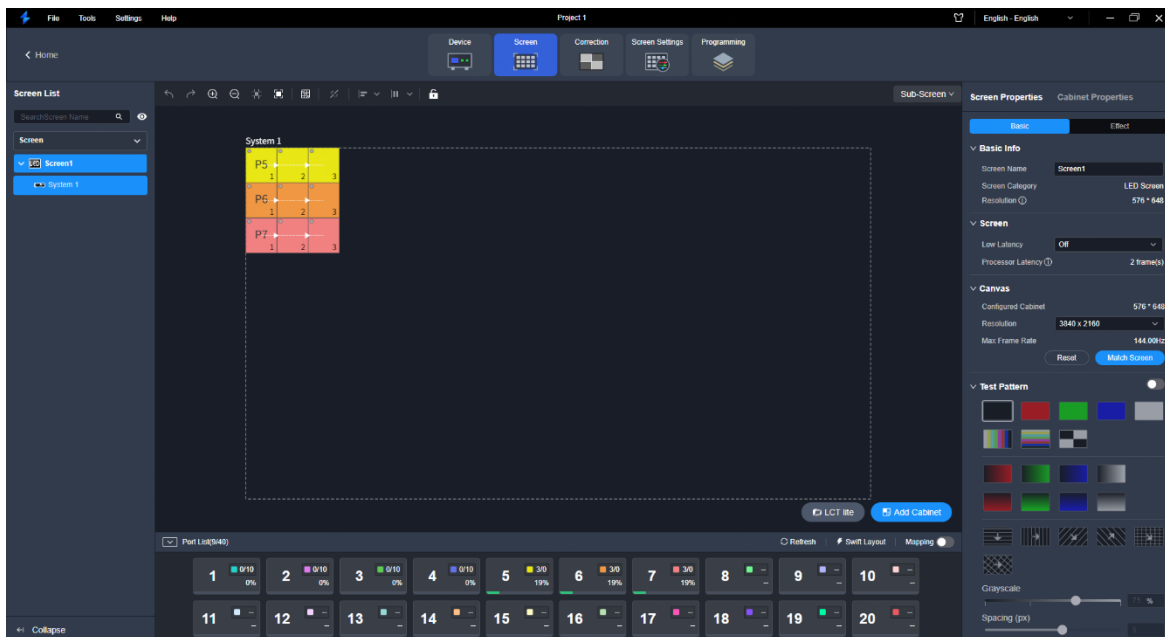 File Tools Settings Help Project 1 English - English
Home
Device Screen Correction Screen Settings Programming
Screen List
SearchScreen Name
Screen
Screen1
System 1
Collapse
Sub-Screen
System 1
P5 1 2 3
P6 1 2 3
P7 1 2 3
LCT lite Add Cabinet
Port List(9/40) Refresh Swift Layout Mapping
1 0/10 0% 2 0/10 0% 3 0/10 0% 4 0/10 0% 5 3/0 19% 6 3/0 19% 7 3/0 19% 8 – – 9 – – 10 – –
11 – – 12 – – 13 – – 14 – – 15 – – 16 – – 17 – – 18 – – 19 – – 20 – –
Screen Properties Cabinet Properties
Basic Effect
Basic Info
Screen Name Screen1
Screen Category LED Screen
Resolution 576 * 648
Screen
Low Latency Off
Processor Latency 2 frame(s)
Canvas
Configured Cabinet 576 * 648
Resolution 3840 x 2160
Max Frame Rate 144.00Hz
Reset Match Screen
Test Pattern
Grayscale
%
Spacing (px)